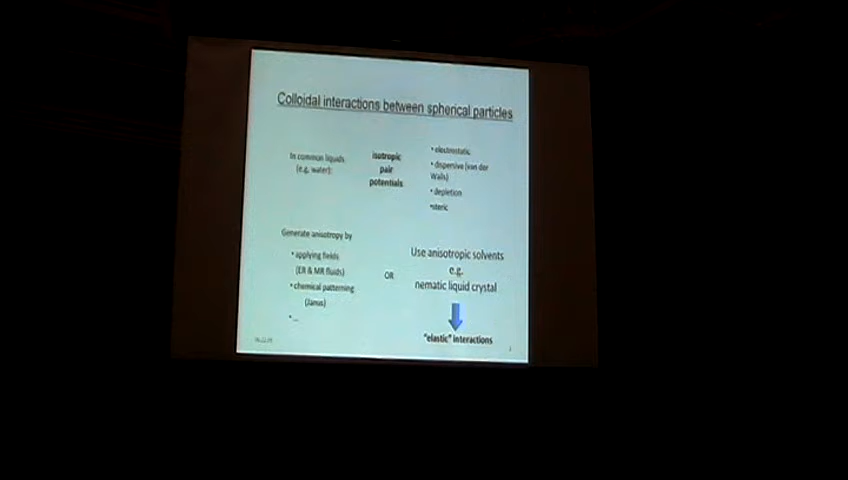 Colloidal interactions between spherical particles
In common liquids
(e.g. water):
isotropic
pair
potentials
• electrostatic
• dispersive (van der
Walls)
• depletion
•steric
Generate anisotropy by
• applying fields
(ER & MR fluids)
• chemical patterning
(Janus)
• ...
OR
Use anisotropic solvents
e.g.
nematic liquid crystal
"elastic" interactions